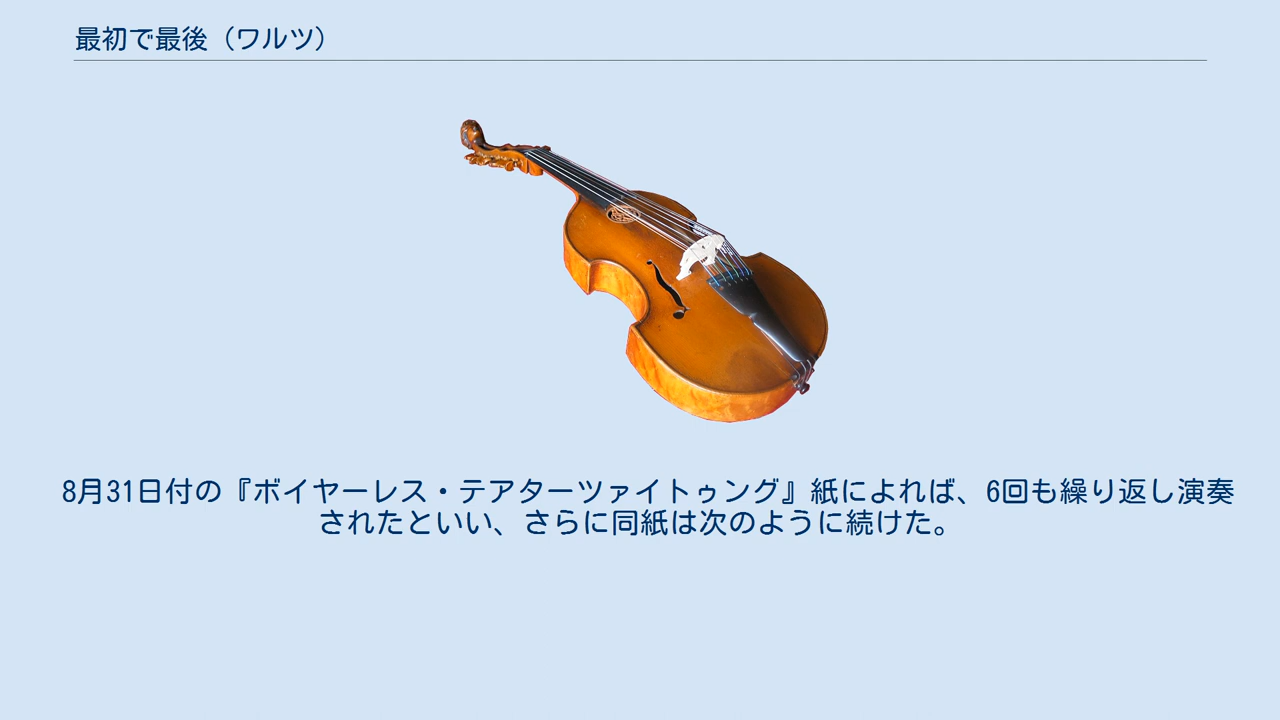 最初で最後（ワルツ）
8月31日付の『ボイヤーレス・テアターツァイトゥング』紙によれば、6回も繰り返し演奏
されたといい、さらに同紙は次のように続けた。